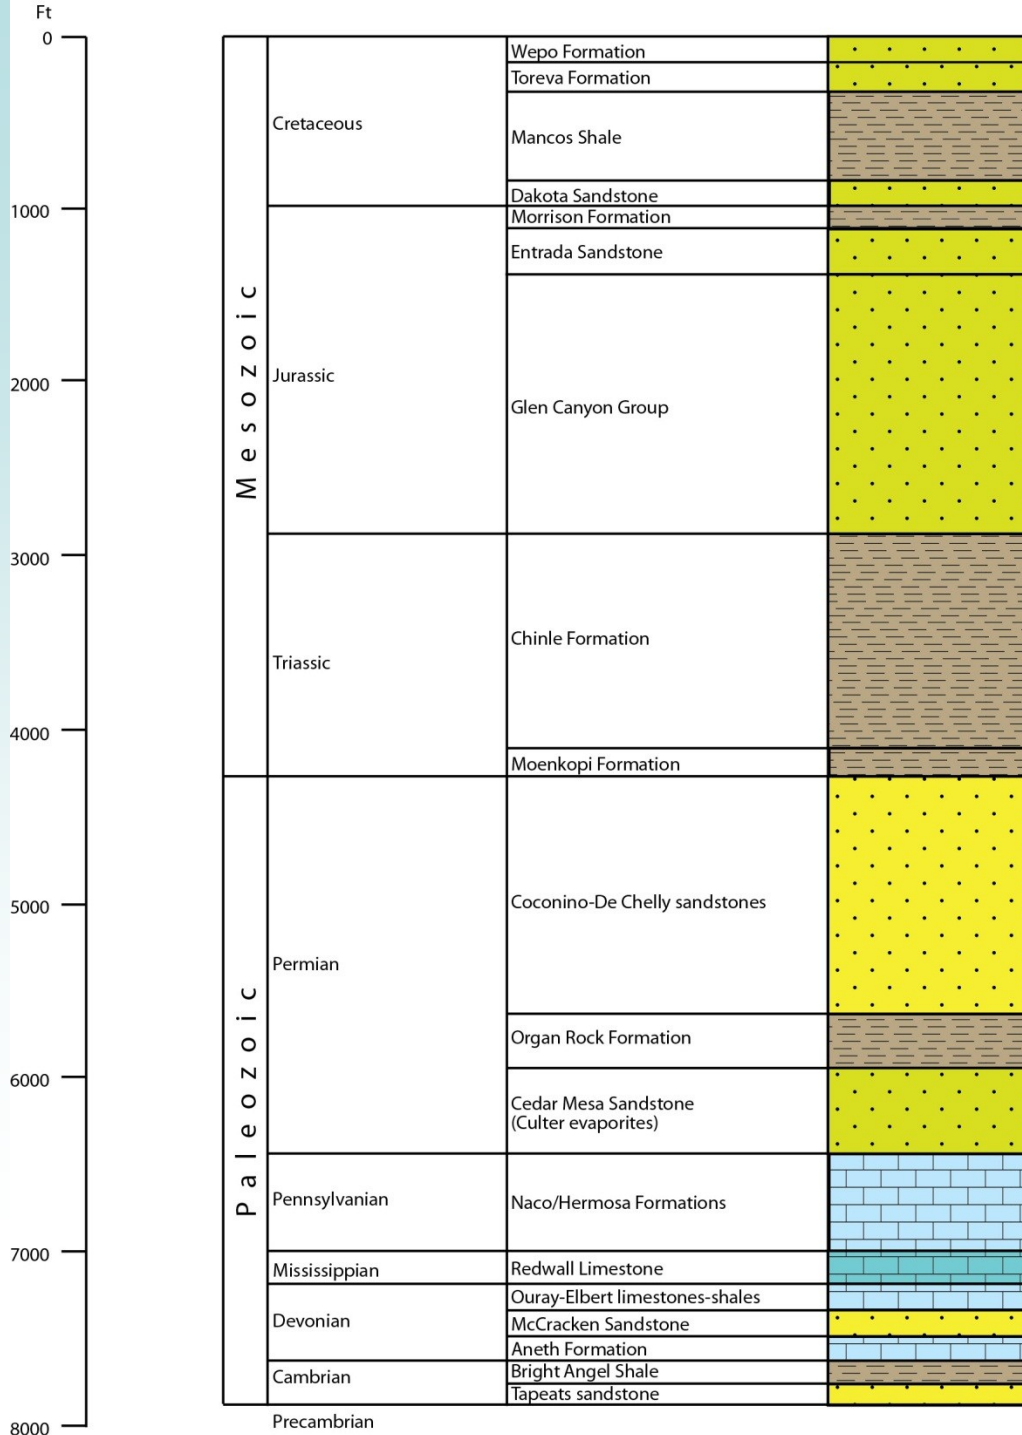 Ft
0
1000
2000
3000
4000
5000
6000
7000
8000
Mesozoic
Paleozoic
Cretaceous
Jurassic
Triassic
Permian
Pennsylvanian
Mississippian
Devonian
Cambrian
Precambrian
Wepo Formation
Toreva Formation
Mancos Shale
Dakota Sandstone
Morrison Formation
Entrada Sandstone
Glen Canyon Group
Chinle Formation
Moenkopi Formation
Coconino-De Chelly sandstones
Organ Rock Formation
Cedar Mesa Sandstone
(Culter evaporites)
Naco/Hermosa Formations
Redwall Limestone
Ouray-Elbert limestones-shales
McCracken Sandstone
Aneth Formation
Bright Angel Shale
Tapeats sandstone